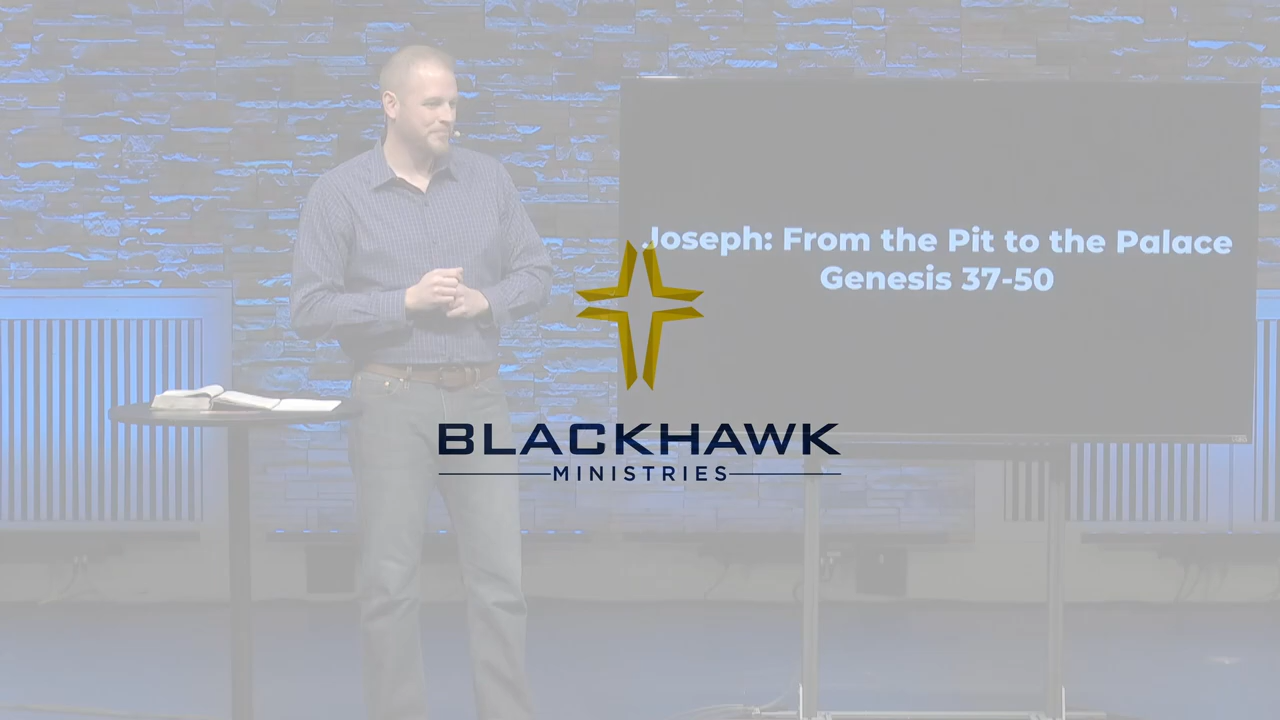 Joseph: From the Pit to the Palace
Genesis 37-50
BLACKHAWK
MINISTRIES